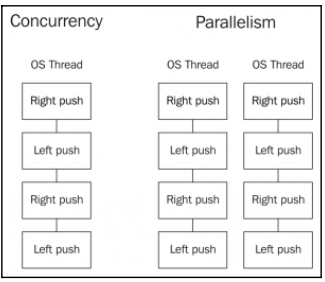 Concurrency Parallelism
OS Thread OS Thread OS Thread
Right push Right push Right push
Left push Left push Left push
Right push Right push Right push
Left push Left push Left push